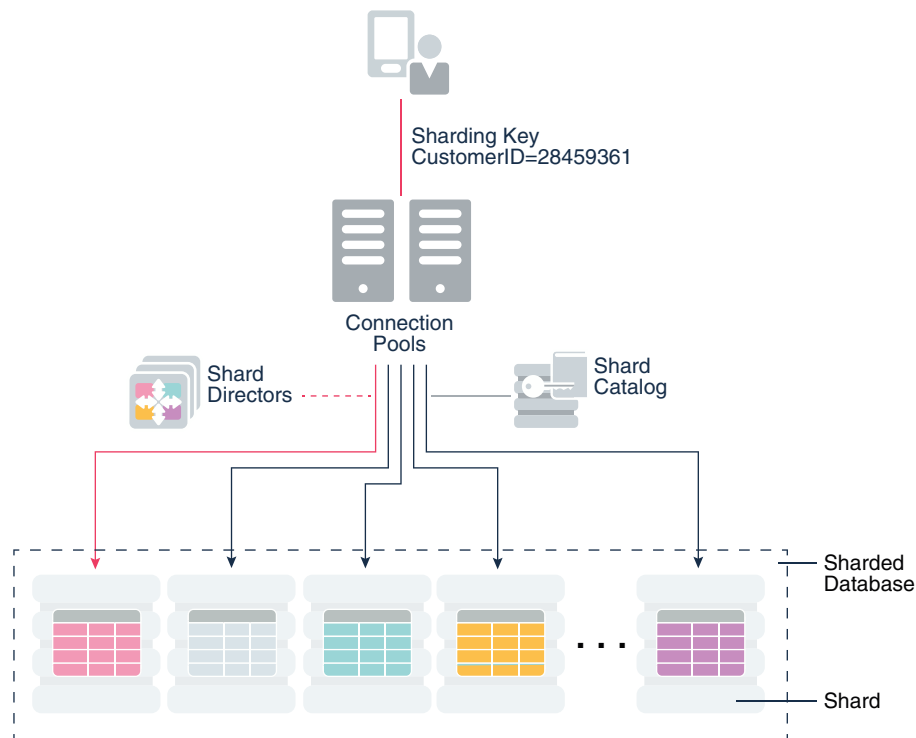 Sharding Key
CustomerID=28459361
Connection
Pools
Shard
Directors
Shard
Catalog
Sharded
Database
. . .
Shard